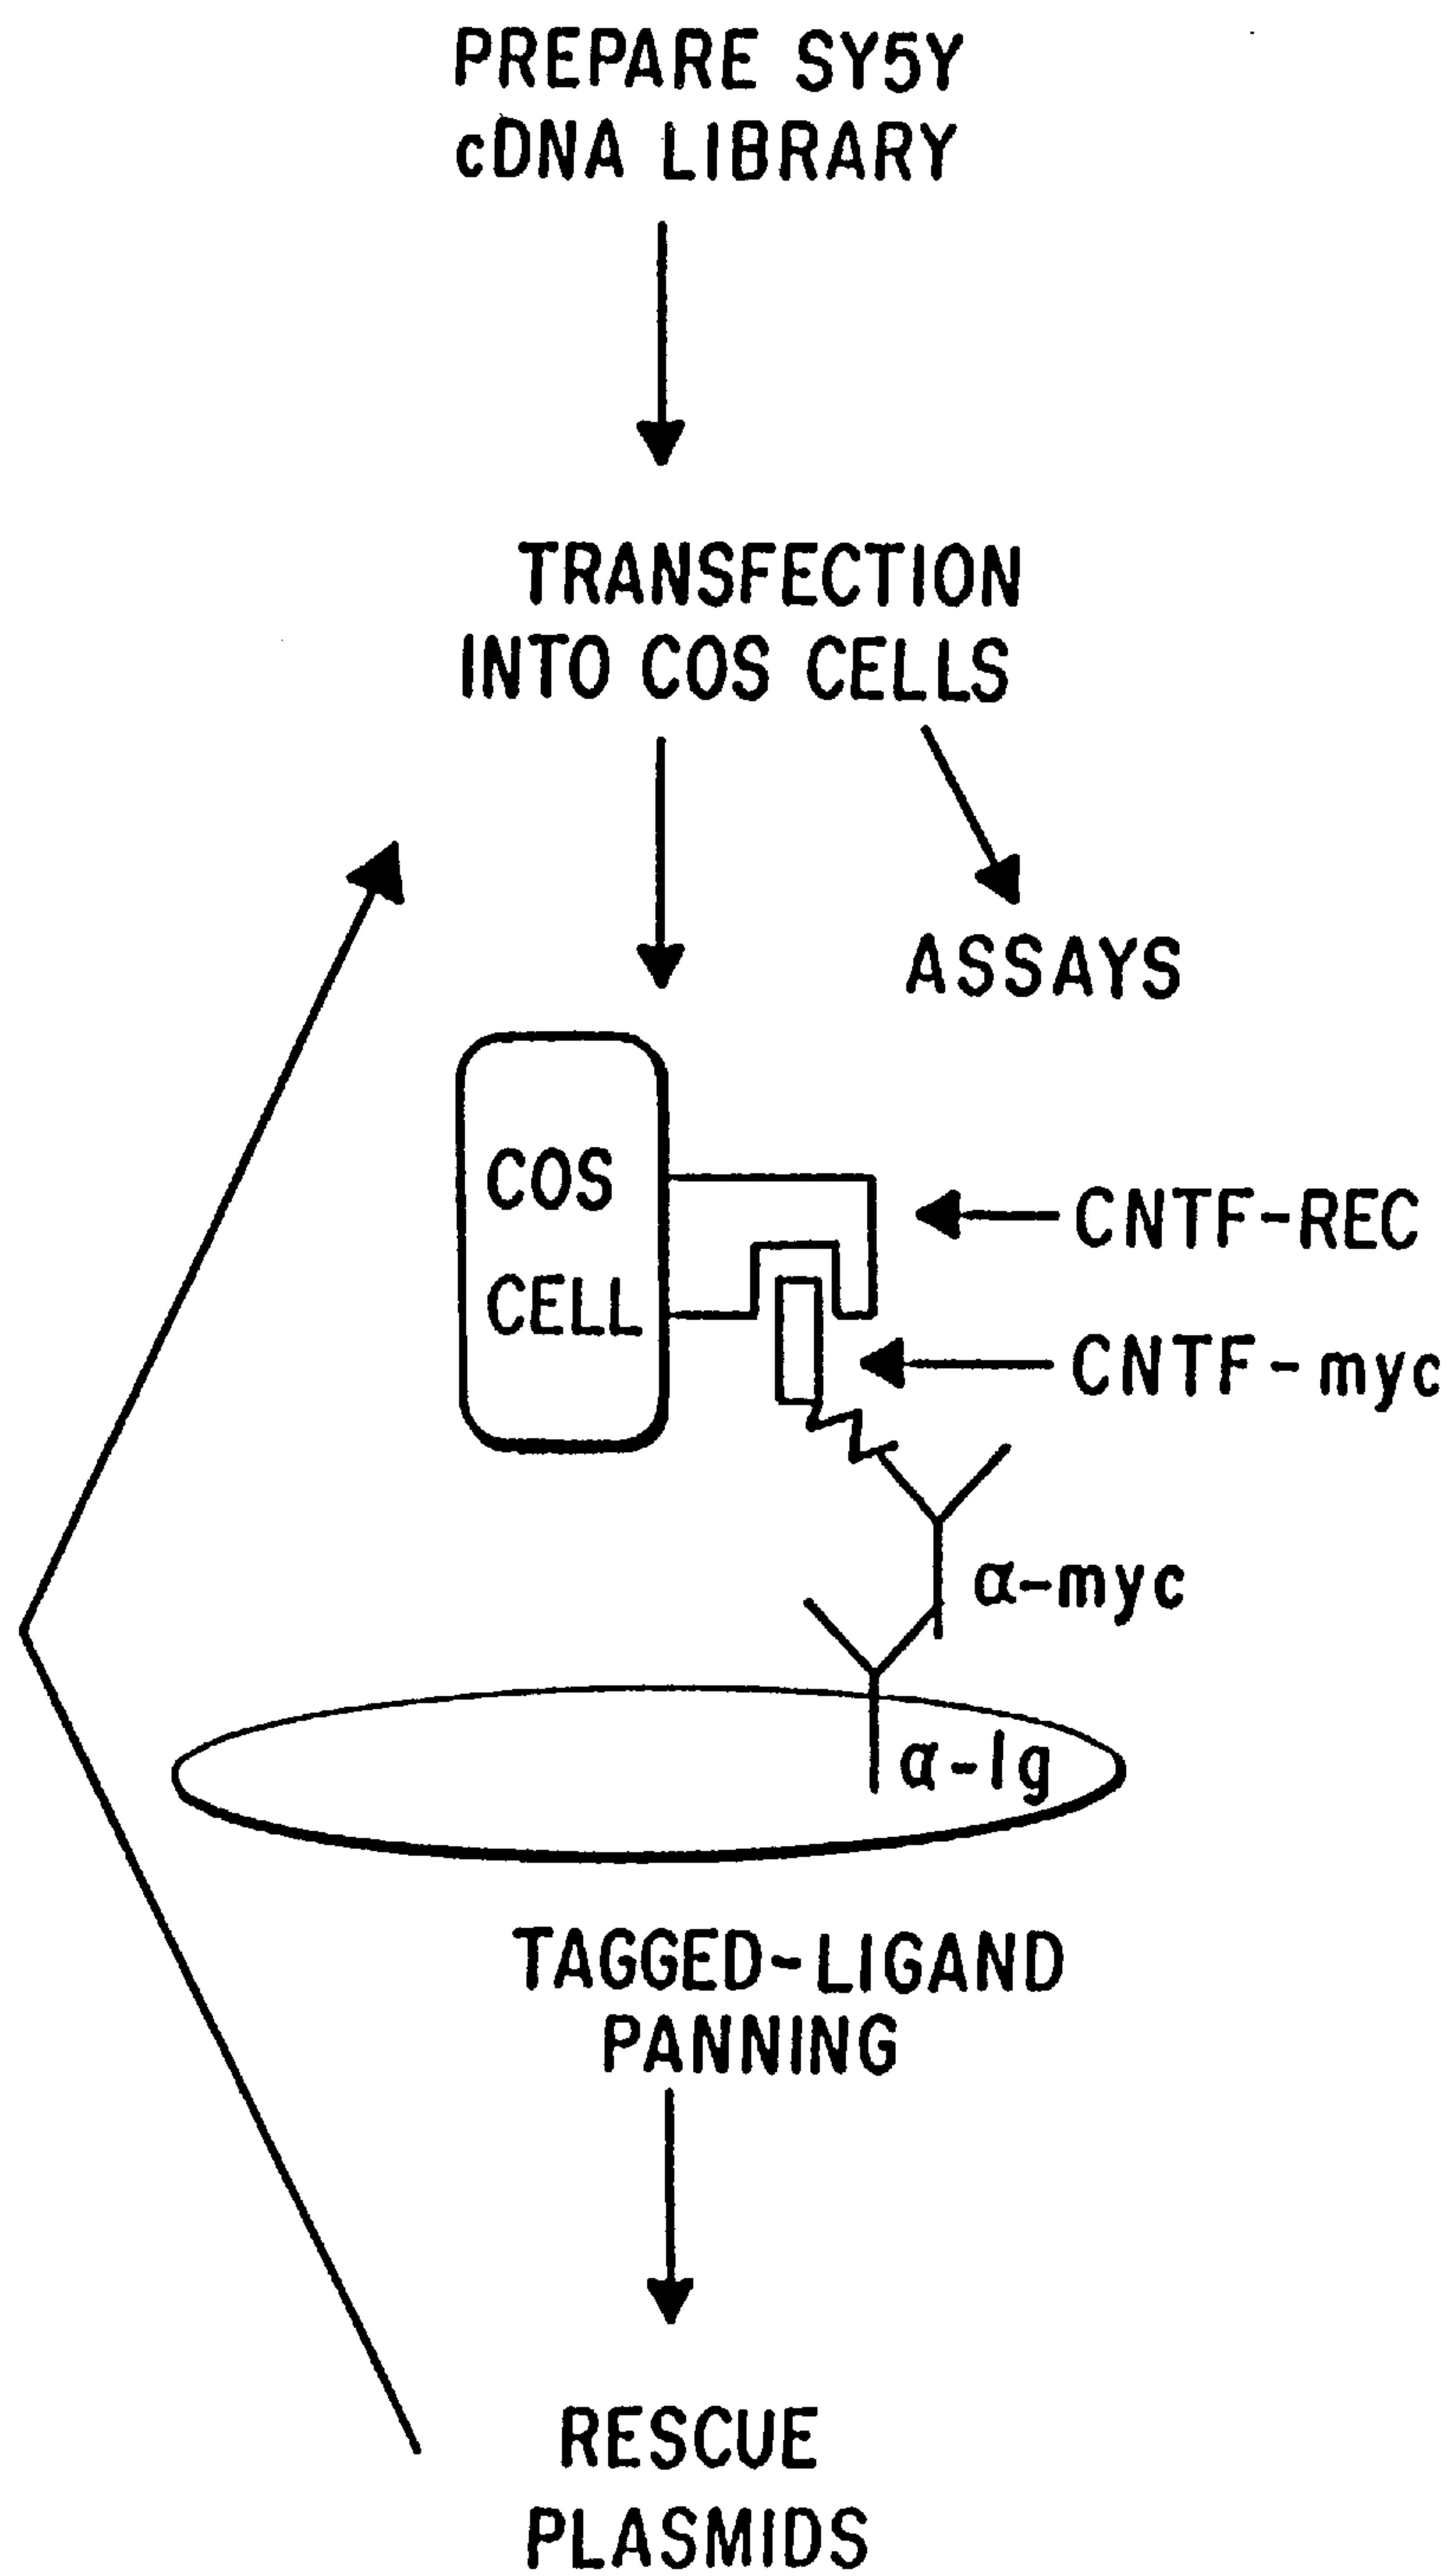 PREPARE SY5Y
cDNA LIBRARY
TRANSFECTION
INTO COS CELLS
ASSAYS
COS
CELL
CNTF-REC
CNTF-myc
α-myc
α-Ig
TAGGED-LIGAND
PANNING
RESCUE
PLASMIDS